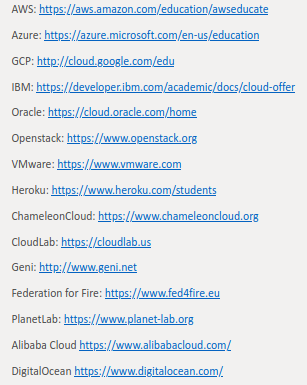 AWS: https://aws.amazon.com/education/awseducate
Azure: https://azure.microsoft.com/en-us/education
GCP: http://cloud.google.com/edu
IBM: https://developer.ibm.com/academic/docs/cloud-offer
Oracle: https://cloud.oracle.com/home
Openstack: https://www.openstack.org
VMware: https://www.vmware.com
Heroku: https://www.heroku.com/students
ChameleonCloud: https://www.chameleoncloud.org
CloudLab: https://cloudlab.us
Geni: http://www.geni.net
Federation for Fire: https://www.fed4fire.eu
PlanetLab: https://www.planet-lab.org
Alibaba Cloud https://www.alibabacloud.com/
DigitalOcean https://www.digitalocean.com/